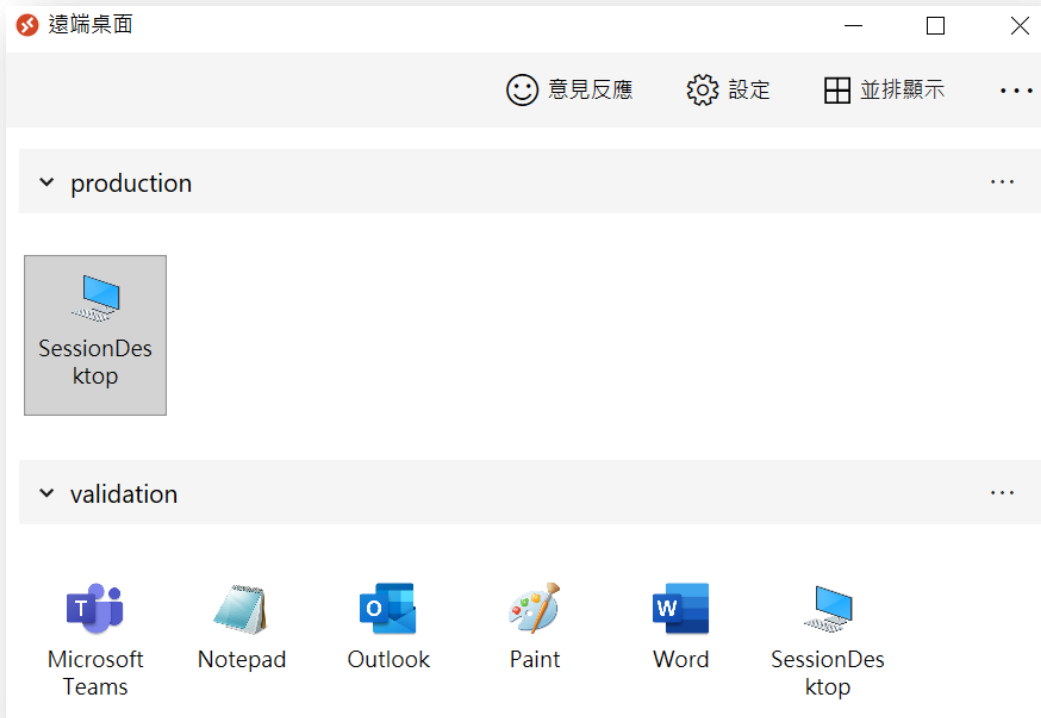 遠端桌面
意見反應 設定 並排顯示 ...
production ...
SessionDes
ktop
validation ...
Microsoft
Teams
Notepad
Outlook
Paint
Word
SessionDes
ktop